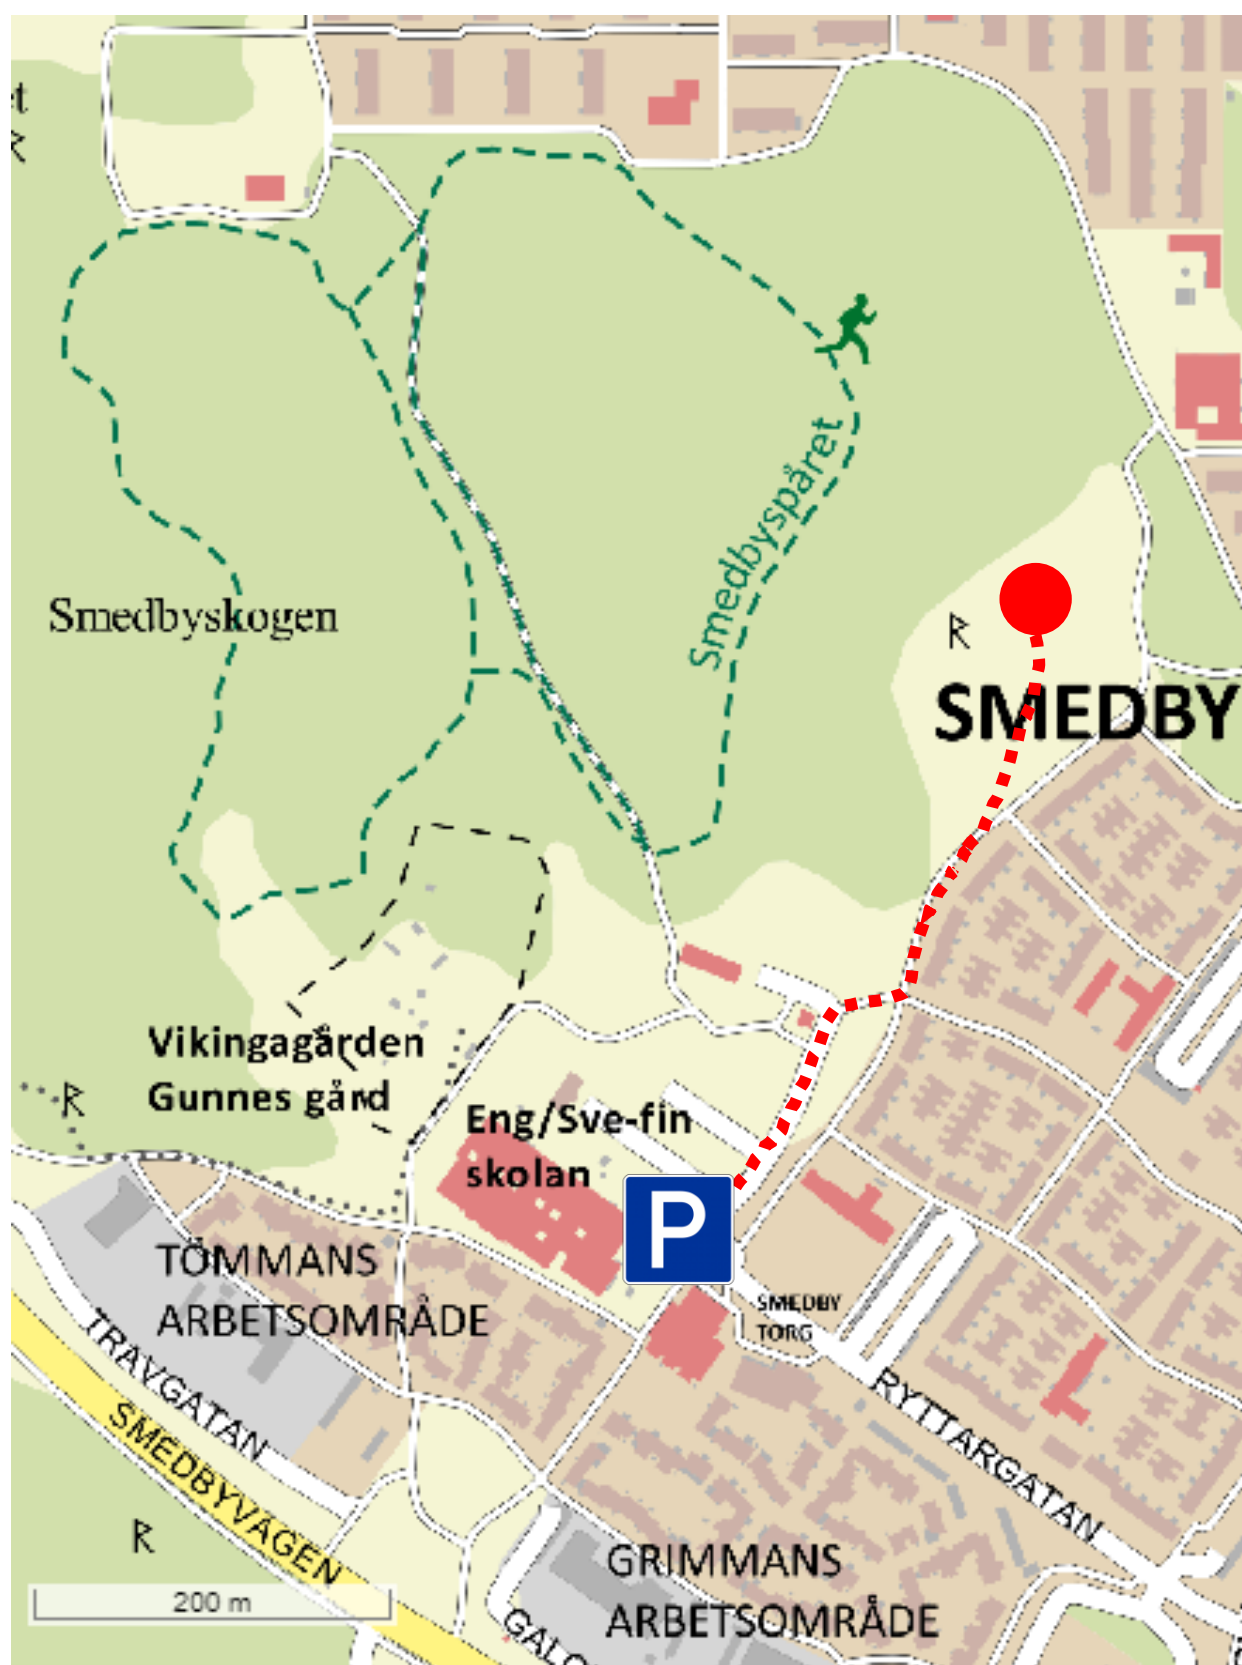 Smedbyspåret
Smedbyskogen
SMEDBY
Vikingagården
Gunnes gård
Eng/Sve-fin
skolan
P
TÖMMANS
ARBETSOMRÅDE
SMEDBY
TORG
TRAVGATAN
SMEDBYVÄGEN
RYTTARGATAN
GRIMMANS
ARBETSOMRÅDE
200 m